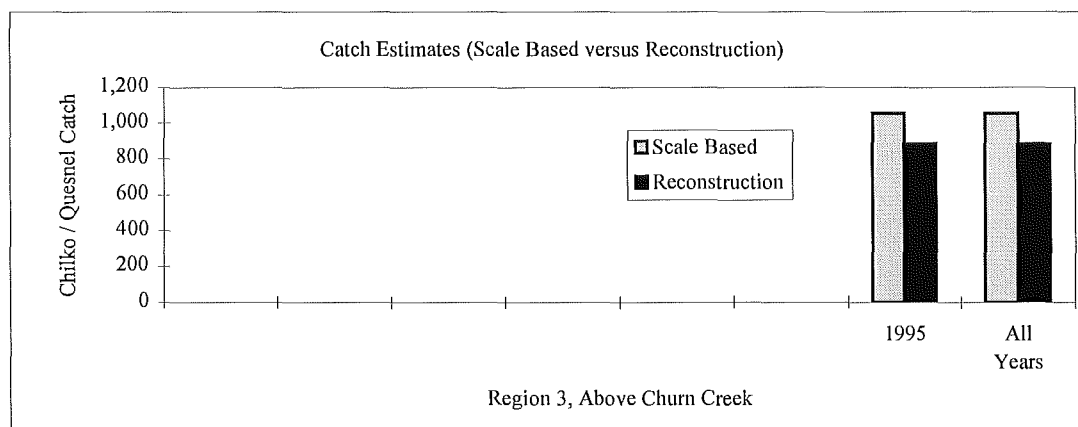 Catch Estimates (Scale Based versus Reconstruction)
Chilko / Quesnel Catch
1,200
1,000
800
600
400
200
0
Scale Based
Reconstruction
1995
All
Years
Region 3, Above Churn Creek